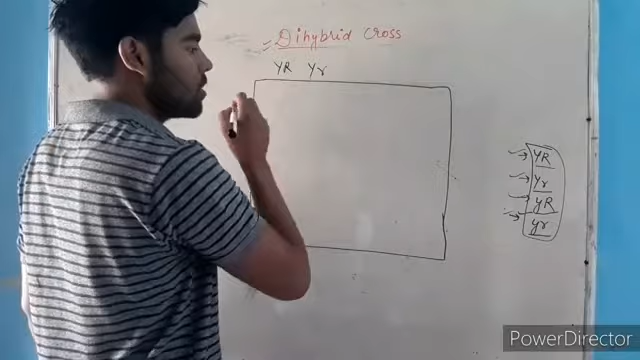 Dihybrid Cross
YR Yr
YR
Yr
yR
yr
PowerDirector